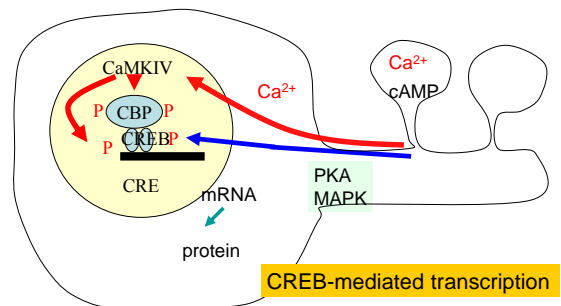 CaMKIV
Ca²⁺
Ca²⁺
cAMP
P CBP P
P CREB P
CRE
PKA
MAPK
mRNA
protein
CREB-mediated transcription